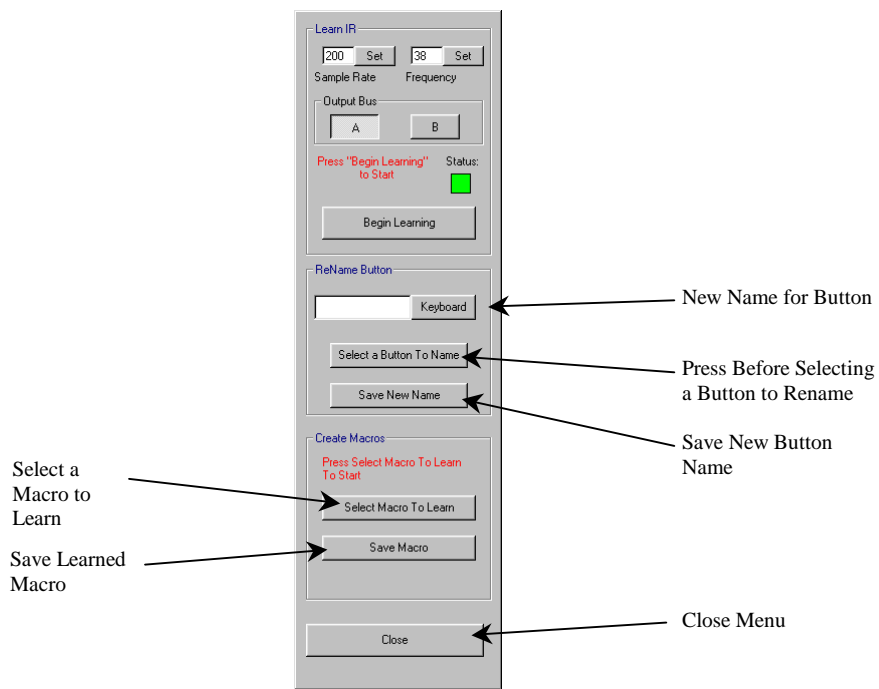 Learn IR
200 Set 38 Set
Sample Rate Frequency
Output Bus
A B
Press "Begin Learning"
to Start
Status:
Begin Learning
ReName Button
Keyboard
New Name for Button
Select a Button To Name
Press Before Selecting
a Button to Rename
Save New Name
Save New Button
Name
Create Macros
Press Select Macro To Learn
To Start
Select a
Macro to
Learn
Select Macro To Learn
Save Macro
Save Learned
Macro
Close
Close Menu